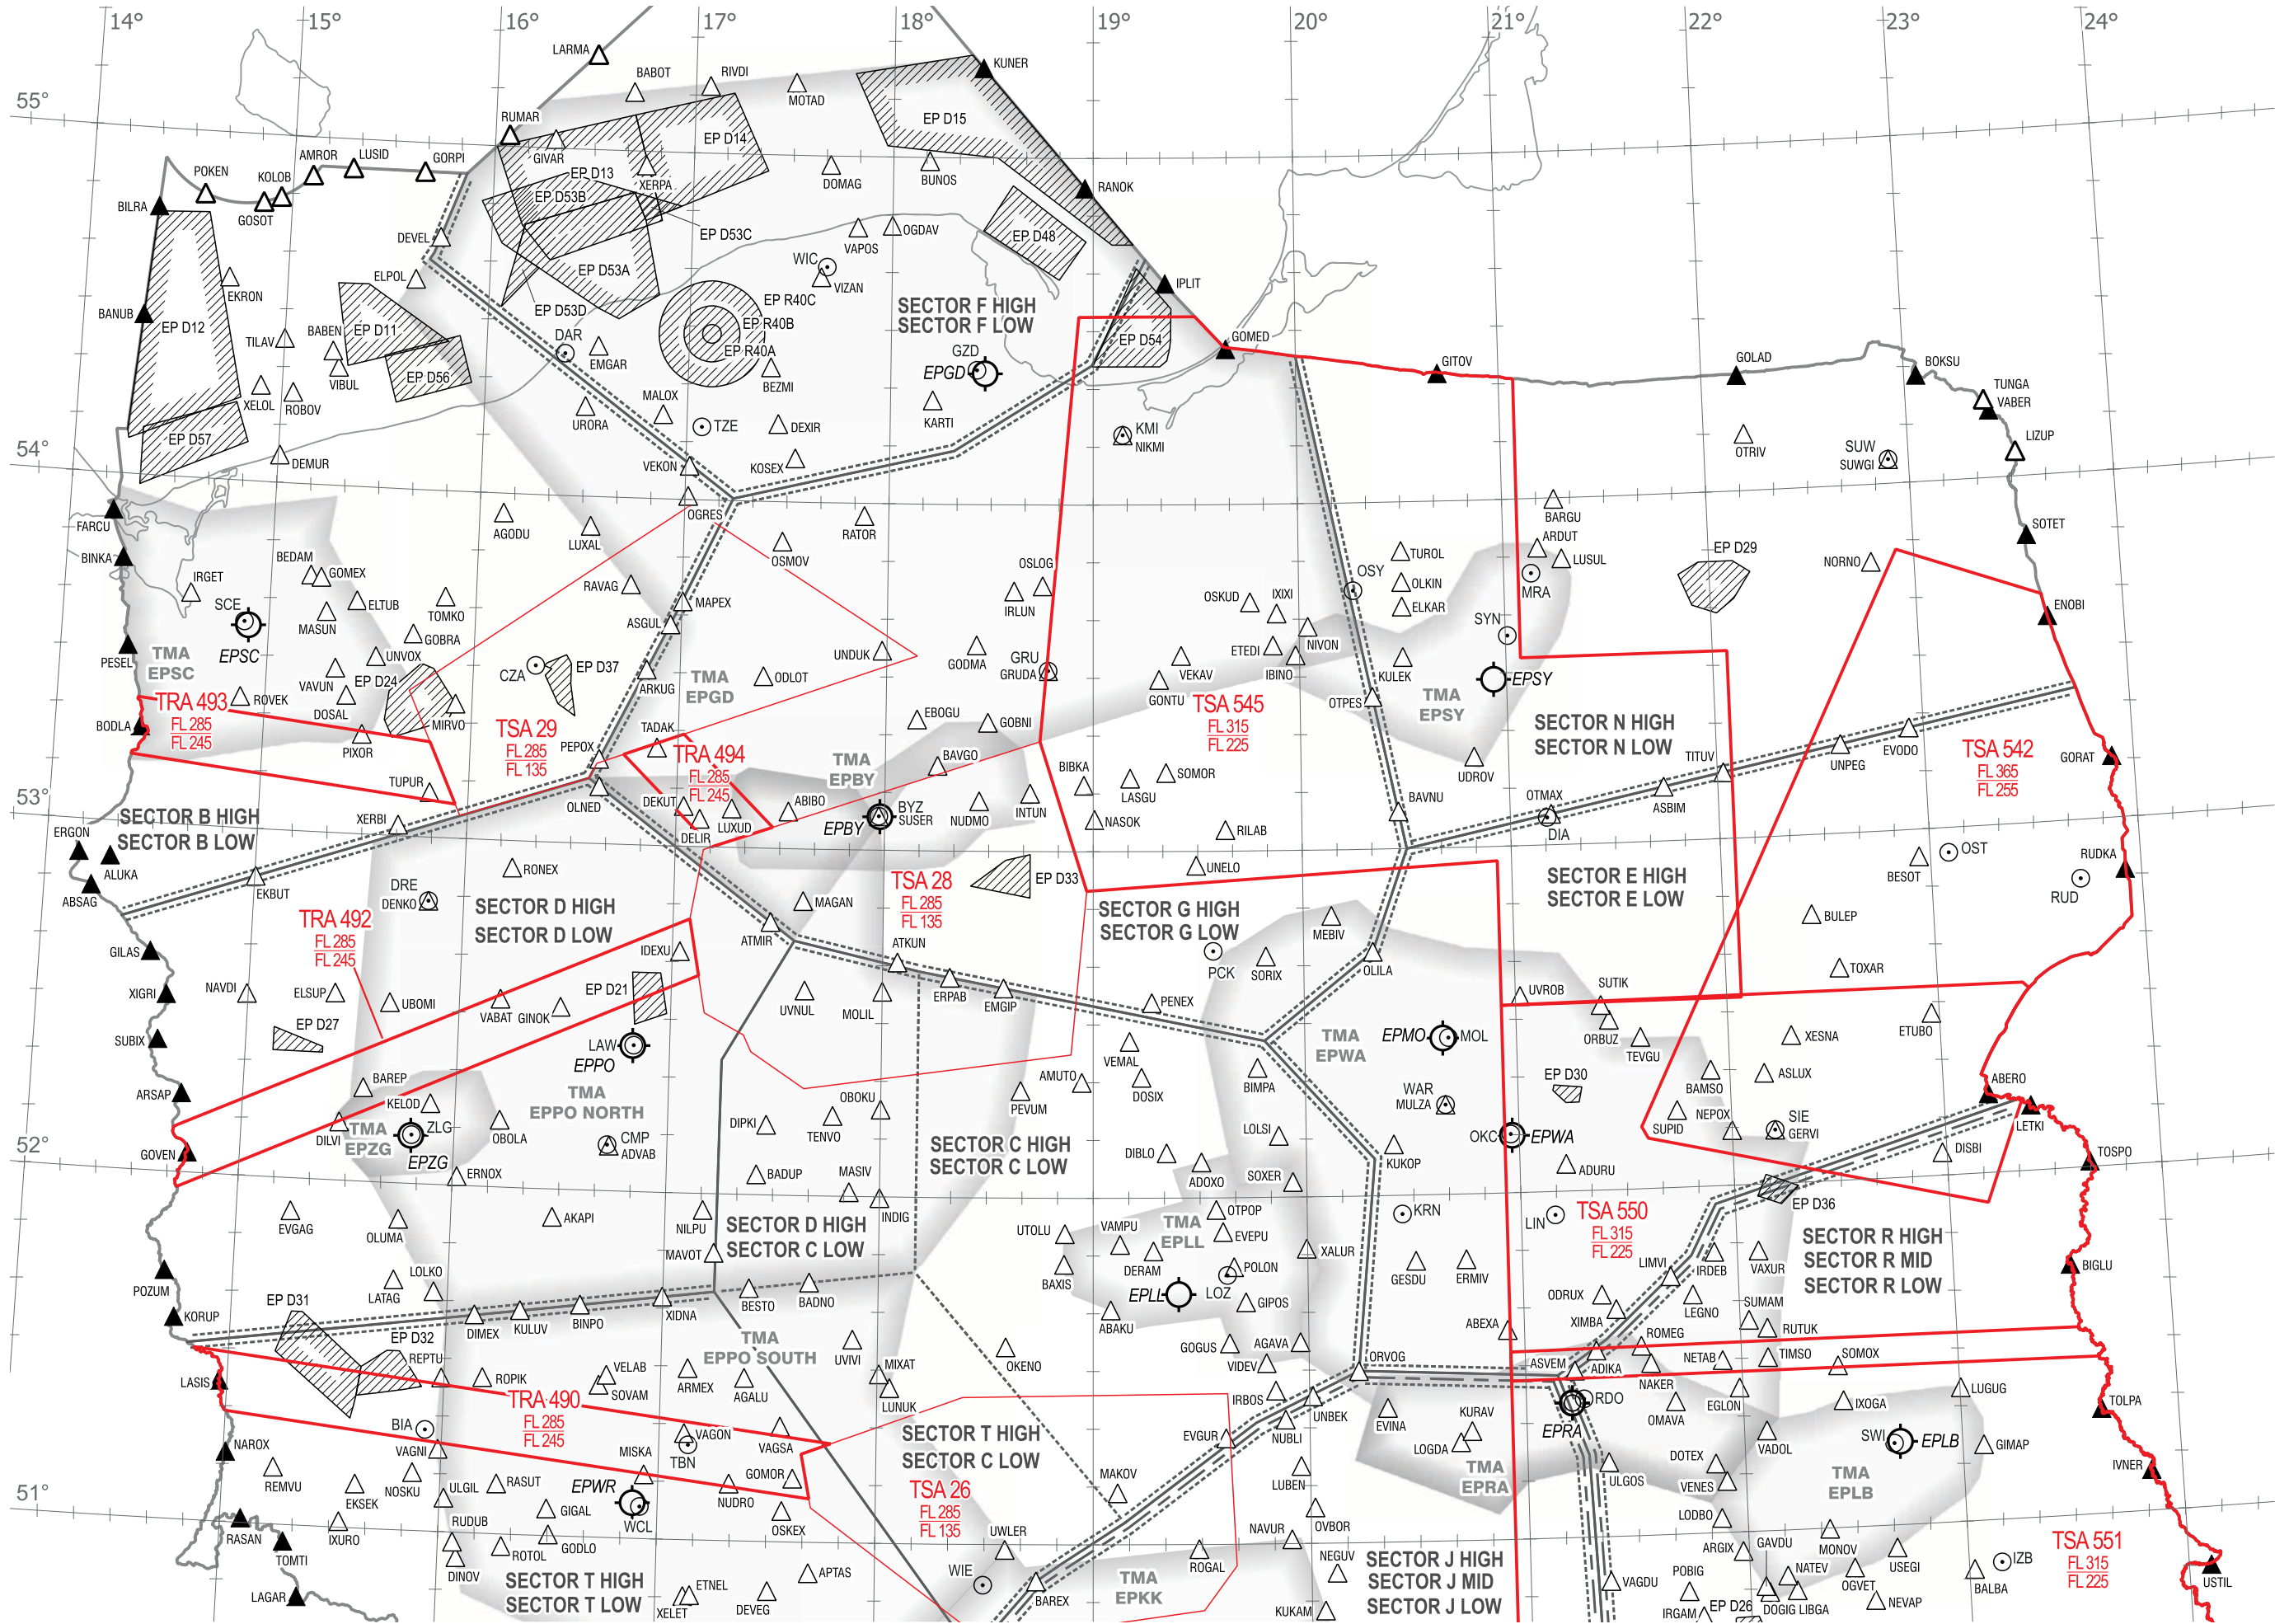 14°
15°
16°
17°
18°
19°
20°
21°
22°
23°
24°
55°
54°
53°
52°
51°
LARMA
BABOT
RIVDI
MOTAD
KUNER
RUMAR
EP D14
EP D15
GIVAR
EP D13
XERPA
DOMAG
BUNOS
RANOK
POKEN
KOLOB
AMROR
LUSID
GORPI
GOSOT
BILRA
EP D53B
EP D53C
EP D53A
EP D53D
DEVEL
ELPOL
VAPOS
OGDAV
WIC
VIZAN
EP D48
IPLIT
EKRON
BANUB
EP D12
TILAV
BABEN
EP D11
VIBUL
EP D56
XELOL
ROBOV
EP D57
DEMUR
DAR
EMGAR
EP R40C
EP R40B
EP R40A
BEZMI
SECTOR F HIGH
SECTOR F LOW
GZD
EPGD
KARTI
EP D54
GOMED
GITOV
GOLAD
BOKSU
TUNGA
VABER
LIZUP
URORA
MALOX
TZE
DEXIR
VEKON
KOSEX
KMI
NIKMI
OTRIV
SUW
SUWGI
OGRES
FARCU
AGODU
LUXAL
OSMOV
RATOR
BARGU
SOTET
BINKA
IRGET
BEDAM
GOMEX
ELTUB
TOMKO
MASUN
GOBRA
SCE
EPSC
RAVAG
MAPEX
ASGUL
IRLUN
OSLOG
OSKUD
IXIXI
NIVON
ETEDI
IBINO
OSY
TUROL
OLKIN
ELKAR
ARDUT
LUSUL
MRA
SYN
EP D29
NORNO
ENOBI
PESEL
TMA
EPSC
UNVOX
VAVUN
EP D24
DOSAL
ROVEK
MIRVO
PIXOR
TUPUR
TRA 493
FL 285
FL 245
BODLA
CZA
EP D37
ARKUG
TMA
EPGD
ODLOT
UNDUK
GODMA
GRU
GRUDA
VEKAV
GONTU
TSA 545
FL 315
FL 225
KULEK
OTPES
TMA
EPSY
EPSY
UDROV
SECTOR N HIGH
SECTOR N LOW
TSA 29
FL 285
FL 135
TADAK
PEPOX
TRA 494
FL 285
FL 245
EBOGU
GOBNI
BAVGO
TMA
EPBY
OLNED
DEKUT
DELIR
LUXUD
ABIBO
EPBY
BYZ
SUSER
NUDMO
INTUN
BIBKA
LASGU
SOMOR
NASOK
RILAB
UNELO
BAVNU
OTMAX
DIA
ASBIM
TITUV
UNPEG
EVODO
TSA 542
FL 365
FL 255
GORAT
SECTOR B HIGH
SECTOR B LOW
ERGON
ALUKA
ABSAG
XERBI
EKBUT
RONEX
DRE
DENKO
TRA 492
FL 285
FL 245
SECTOR D HIGH
SECTOR D LOW
MAGAN
ATMIR
TSA 28
FL 285
FL 135
EP D33
SECTOR G HIGH
SECTOR G LOW
MEBIV
SECTOR E HIGH
SECTOR E LOW
BESOT
OST
RUDKA
RUD
BULEP
TOXAR
GILAS
XIGRI
NAVDI
ELSUP
UBOMI
VABAT
GINOK
IDEXU
EP D21
LAW
EPPO
UVNUL
MOLIL
ATKUN
ERPAB
EMGIP
PCK
SORIX
PENEX
OLILA
UVROB
SUTIK
ORBUZ
TEVGU
XESNA
ETUBO
SUBIX
EP D27
ARSAP
BAREP
KELOD
DILVI
TMA
EPZG
ZLG
EPZG
OBOLA
ERNOX
TMA
EPPO NORTH
CMP
ADVAB
DIPKI
TENVO
OBOKU
PEVUM
AMUTO
VEMAL
DOSIX
BIMPA
TMA
EPWA
EPMO
MOL
WAR
MULZA
EP D30
BAMSO
ASLUX
SUPID
NEPOX
SIE
GERVI
ABERO
LETKI
DISBI
TOSPO
GOVEN
EVGAG
OLUMA
AKAPI
NILPU
BADUP
MASIV
INDIG
SECTOR C HIGH
SECTOR C LOW
DIBLO
ADOXO
LOLSI
SOXER
KUKOP
OKC
EPWA
ADURU
EP D36
SECTOR D HIGH
SECTOR C LOW
MAVOT
UTOLU
VAMPU
TMA
EPLL
OTPOP
EVEPU
XALUR
KRN
LIN
TSA 550
FL 315
FL 225
SECTOR R HIGH
SECTOR R MID
SECTOR R LOW
BIGLU
POZUM
LOLKO
LATAG
BAXIS
DERAM
POLON
LOZ
EPLL
GIPOS
ABAKU
GESDU
ERMIV
LIMVI
IRDEB
VAXUR
ODRUX
LEGNO
SUMAM
RUTUK
XIMBA
ABEXA
KORUP
EP D31
EP D32
REPTU
DIMEX
KULUV
BINPO
XIDNA
BESTO
BADNO
TMA
EPPO SOUTH
UVIVI
MIXAT
LUNUK
OKENO
GOGUS
AGAVA
VIDEV
ORVOG
ASVEM
ADIKA
ROMEG
NAKER
NETAB
TIMSO
SOMOX
LASIS
ROPIK
VELAB
SOVAM
ARMEX
AGALU
TRA 490
FL 285
FL 245
IRBOS
UNBEK
NUBLI
EVINA
RDO
EPRA
OMAVA
EGLON
IXOGA
LUGUG
TOLPA
BIA
VAGNI
NAROX
REMVU
EKSEK
NOSKU
ULGIL
RASUT
MISKA
VAGON
TBN
VAGSA
GOMOR
NUDRO
OSKEX
SECTOR T HIGH
SECTOR C LOW
EVGUR
MAKOV
LUBEN
KURAV
LOGDA
TMA
EPRA
ULGOS
DOTEX
VENES
VADOL
SWI
EPLB
GIMAP
TMA
EPLB
IVNER
EPWR
WCL
GIGAL
GODLO
RUDUB
DINOV
ROTOL
IXURO
RASAN
TOMTI
LAGAR
TSA 26
FL 285
FL 135
UWLER
WIE
BAREX
ROGAL
NAVUR
OVBOR
NEGUV
KUKAM
TMA
EPKK
SECTOR J HIGH
SECTOR J MID
SECTOR J LOW
VAGDU
LODBO
ARGIX
GAVDU
MONOV
USEGI
BALBA
IZB
TSA 551
FL 315
FL 225
USTIL
POBIG
IRGAM
EP D26
DOGIG
LIBGA
NATEV
OGVET
NEVAP
SECTOR T HIGH
SECTOR T LOW
XELET
ETNEL
DEVEG
APTAS